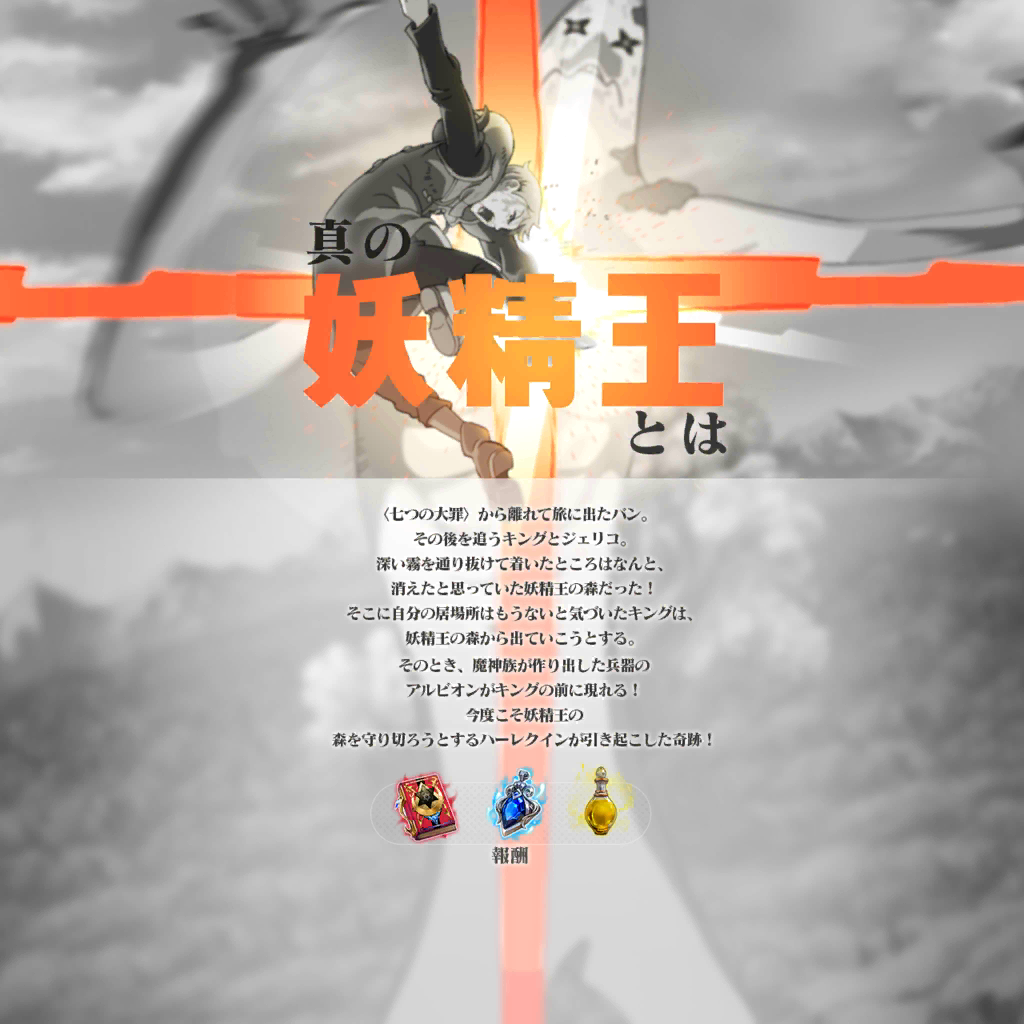 真の
妖精王
とは
〈七つの大罪〉から離れて旅に出たバン。
その後を追うキングとジェリコ。
深い霧を通り抜けて着いたところはなんと、
消えたと思っていた妖精王の森だった！
そこに自分の居場所はもうないと気づいたキングは、
妖精王の森から出ていこうとする。
そのとき、魔神族が作り出した兵器の
アルビオンがキングの前に現れる！
今度こそ妖精王の
森を守り切ろうとするハーレクインが引き起こした奇跡！
報酬